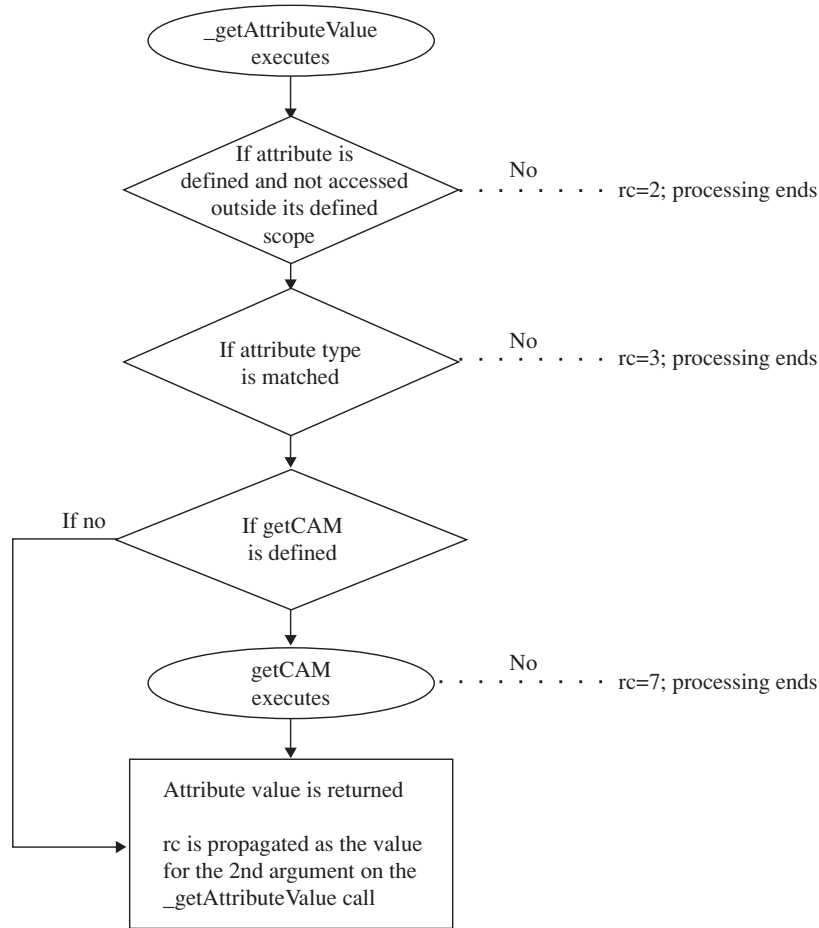 _getAttributeValue
executes
If attribute is
defined and not accessed
outside its defined
scope
No
rc=2; processing ends
If attribute type
is matched
No
rc=3; processing ends
If no
If getCAM
is defined
getCAM
executes
No
rc=7; processing ends
Attribute value is returned
rc is propagated as the value
for the 2nd argument on the
_getAttributeValue call